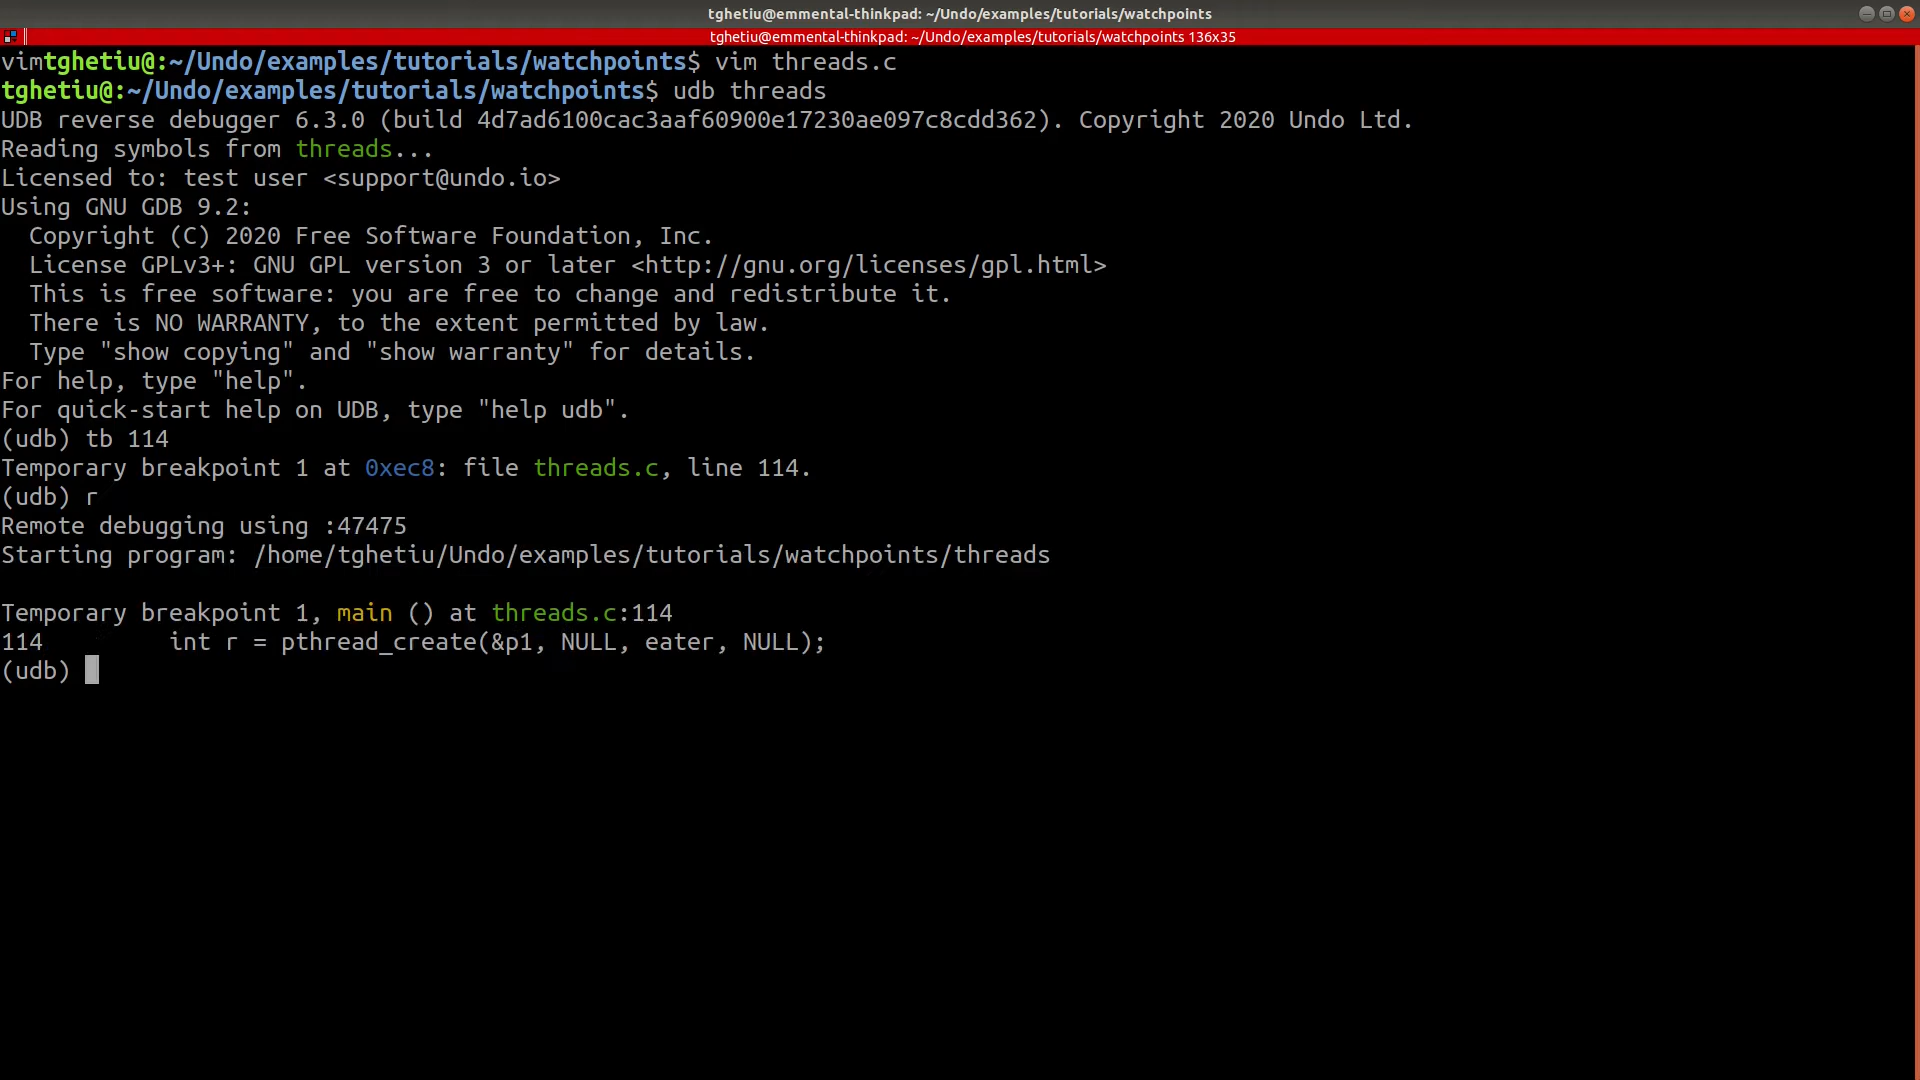 tghetiu@emmental-thinkpad: ~/Undo/examples/tutorials/watchpoints
tghetiu@emmental-thinkpad: ~/Undo/examples/tutorials/watchpoints 136x35
vimtghetiu@:~/Undo/examples/tutorials/watchpoints$ vim threads.c
tghetiu@:~/Undo/examples/tutorials/watchpoints$ udb threads
UDB reverse debugger 6.3.0 (build 4d7ad6100cac3aaf60900e17230ae097c8cdd362). Copyright 2020 Undo Ltd.
Reading symbols from threads...
Licensed to: test user <support@undo.io>
Using GNU GDB 9.2:
  Copyright (C) 2020 Free Software Foundation, Inc.
  License GPLv3+: GNU GPL version 3 or later <http://gnu.org/licenses/gpl.html>
  This is free software: you are free to change and redistribute it.
  There is NO WARRANTY, to the extent permitted by law.
  Type "show copying" and "show warranty" for details.
For help, type "help".
For quick-start help on UDB, type "help udb".
(udb) tb 114
Temporary breakpoint 1 at 0xec8: file threads.c, line 114.
(udb) r
Remote debugging using :47475
Starting program: /home/tghetiu/Undo/examples/tutorials/watchpoints/threads

Temporary breakpoint 1, main () at threads.c:114
114         int r = pthread_create(&p1, NULL, eater, NULL);
(udb)